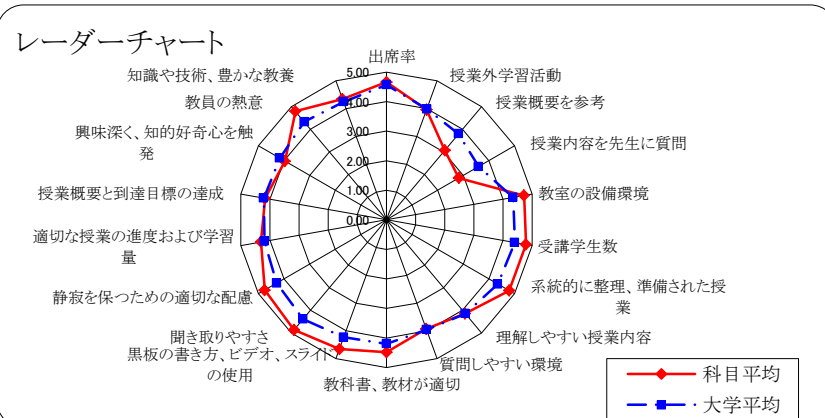 レーダーチャート
出席率
授業外学習活動
授業概要を参考
授業内容を先生に質問
教室の設備環境
受講学生数
系統的に整理、準備された授
業
理解しやすい授業内容
質問しやすい環境
教科書、教材が適切
黒板の書き方、ビデオ、スライド
の使用
聞き取りやすさ
静寂を保つための適切な配慮
適切な授業の進度および学習
量
授業概要と到達目標の達成
興味深く、知的好奇心を触
発
教員の熱意
知識や技術、豊かな教養
5.00
4.00
3.00
2.00
1.00
0.00
科目平均
大学平均